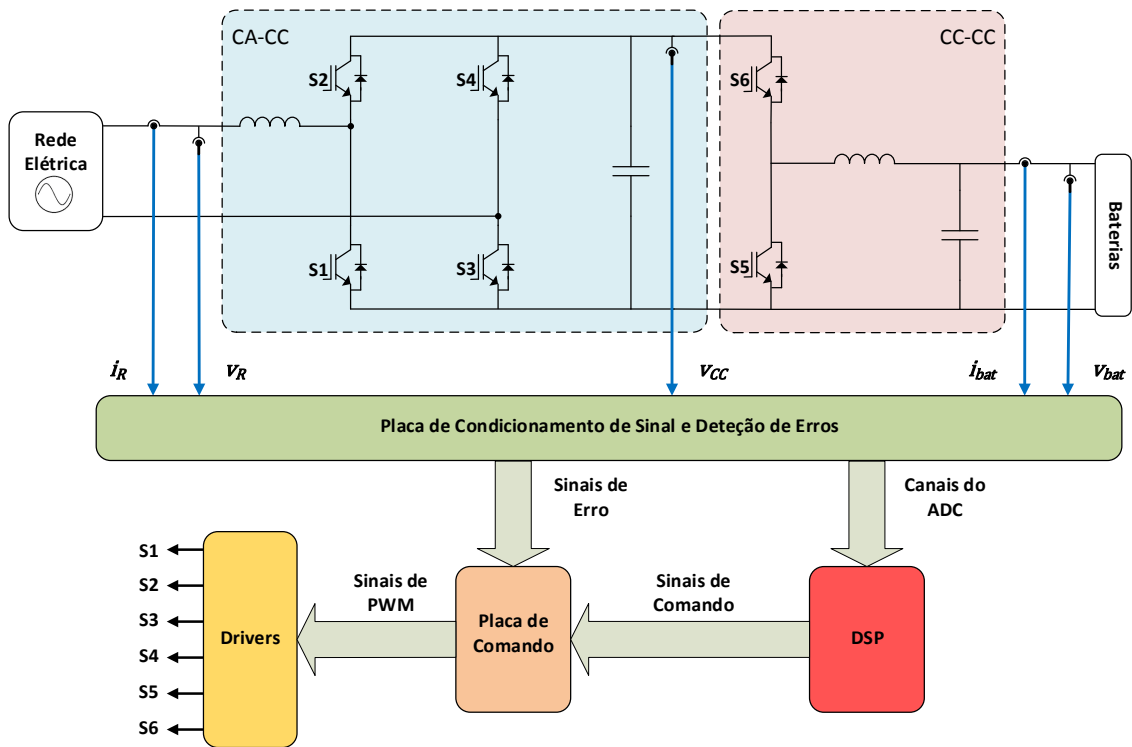 CA-CC
CC-CC
S2
S4
S6
Rede
Elétrica
S1
S3
S5
Baterias
iR
vR
vCC
ibat
vbat
Placa de Condicionamento de Sinal e Deteção de Erros
Sinais de
Erro
Canais do
ADC
S1
S2
S3
S4
S5
S6
Drivers
Sinais de
PWM
Placa de
Comando
Sinais de
Comando
DSP